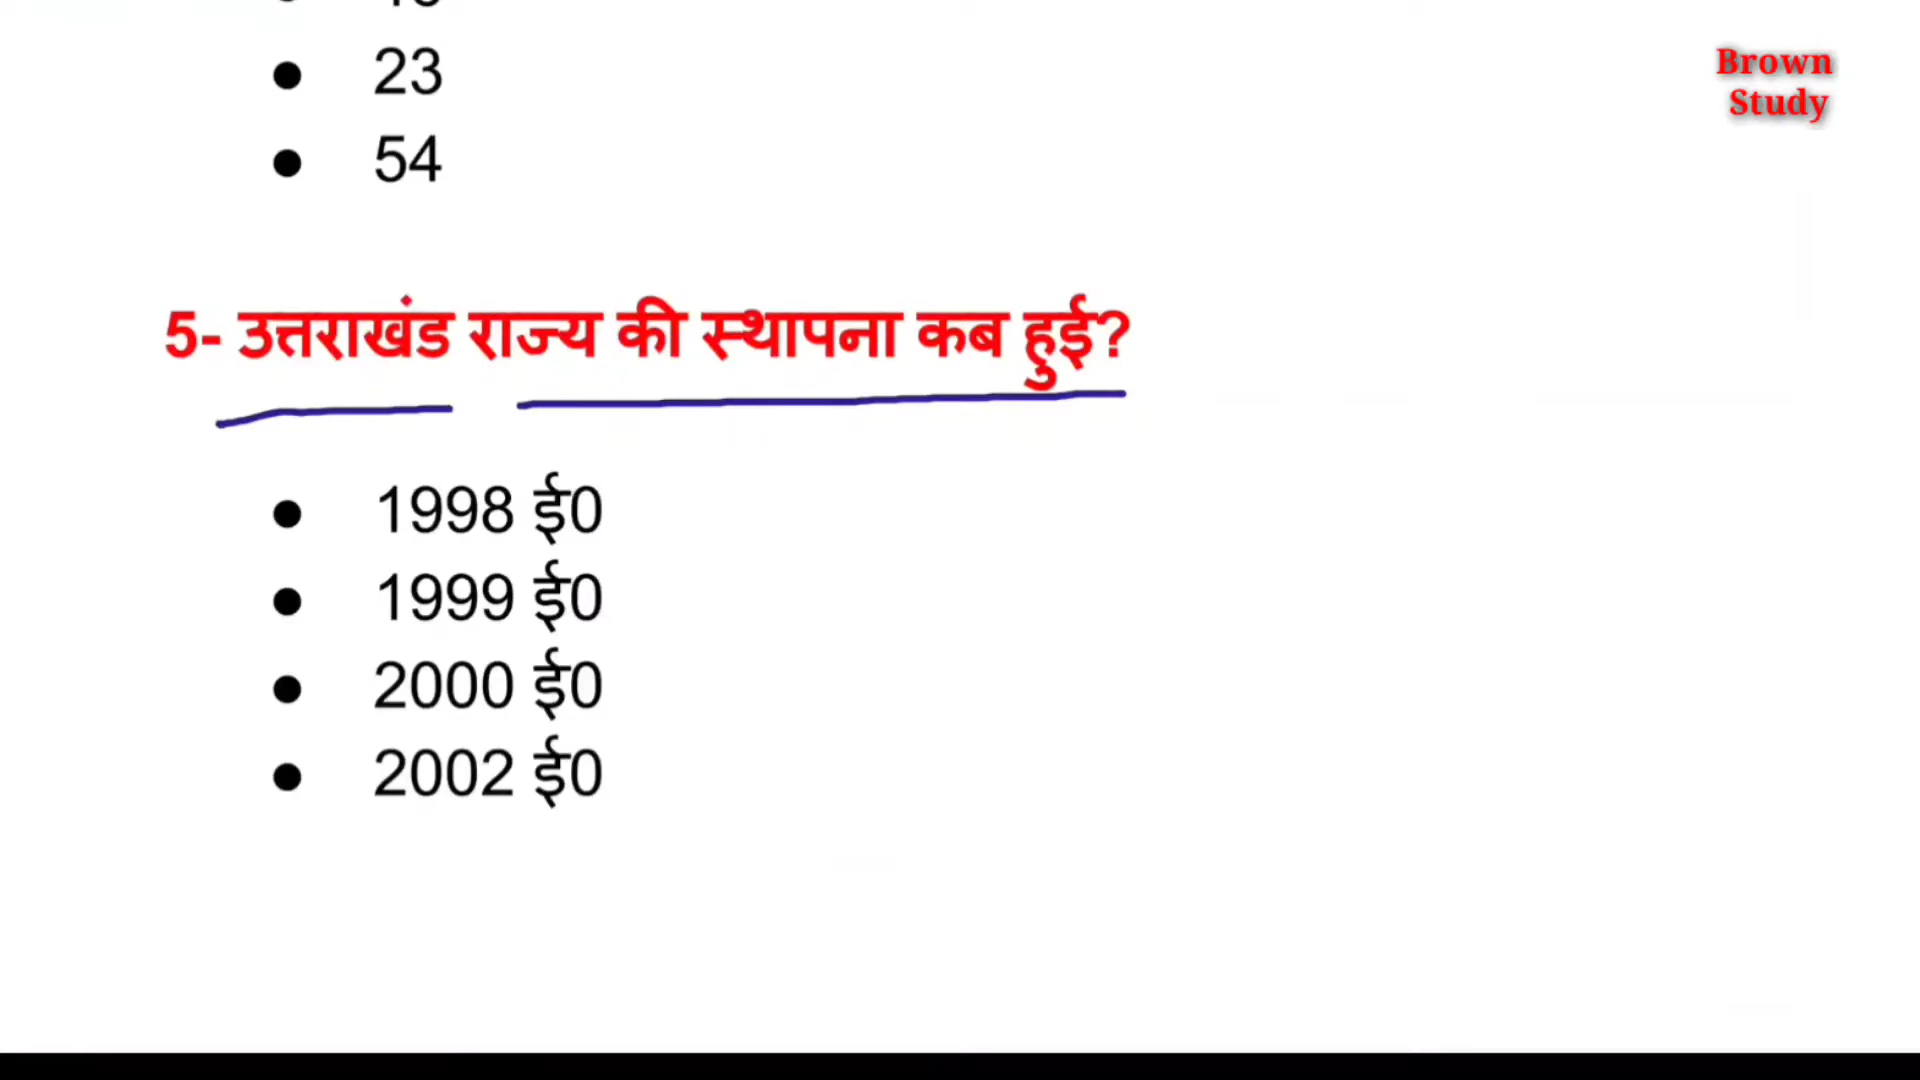 23
54
Brown
Study
5- उत्तराखंड राज्य की स्थापना कब हुई?
1998 ई0
1999 ई0
2000 ई0
2002 ई0